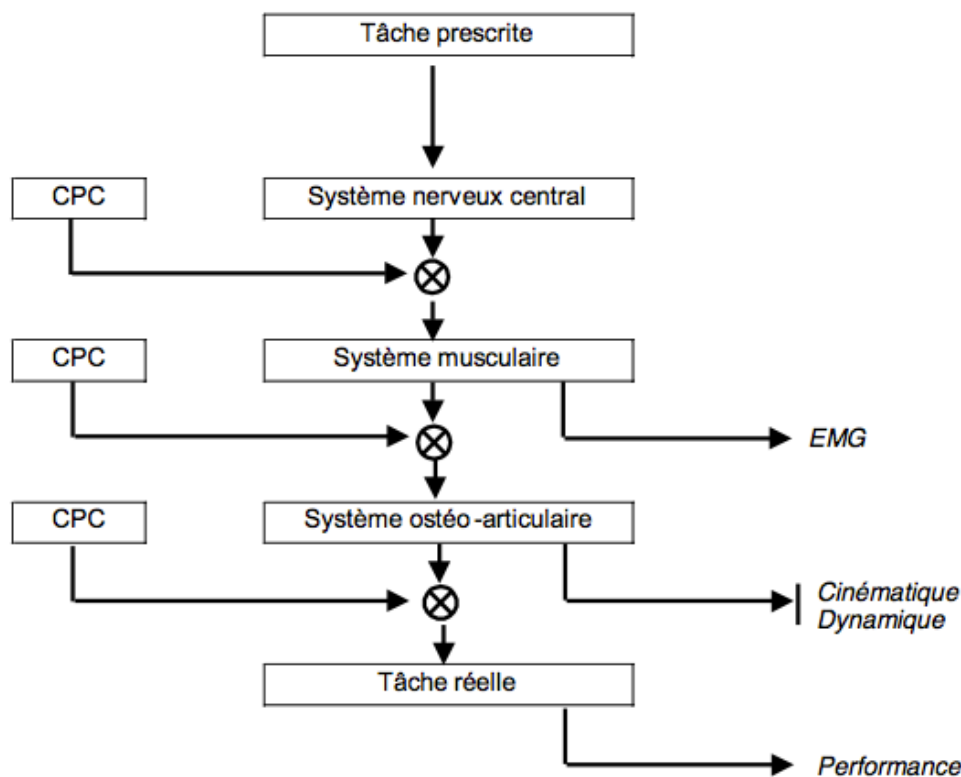 Tâche prescrite
CPC
Système nerveux central
CPC
Système musculaire
EMG
CPC
Système ostéo-articulaire
Cinématique
Dynamique
Tâche réelle
Performance